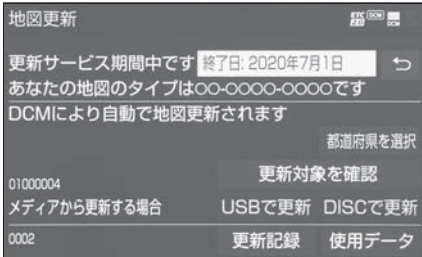 地図更新 ETC 2.0 DCM
更新サービス期間中です 終了日: 2020年7月1日
あなたの地図のタイプは○○-○○○○-○○○○です
DCMにより自動で地図更新されます
都道府県を選択
更新対象を確認
01000004
メディアから更新する場合 USBで更新 DISCで更新
0002 更新記録 使用データ